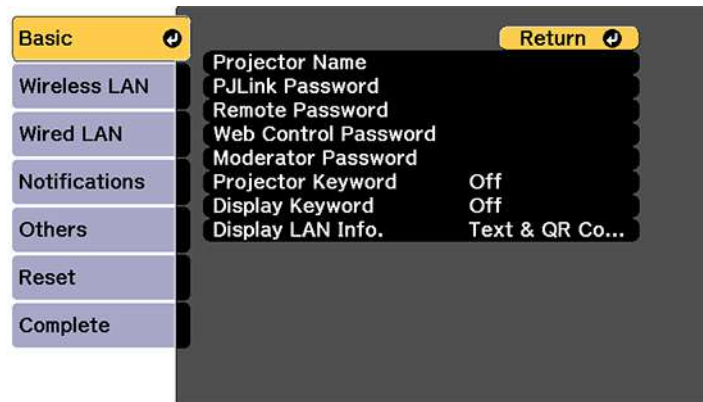 Basic
Wireless LAN
Wired LAN
Notifications
Others
Reset
Complete
Return
Projector Name
PJLink Password
Remote Password
Web Control Password
Moderator Password
Projector Keyword Off
Display Keyword Off
Display LAN Info. Text & QR Co...